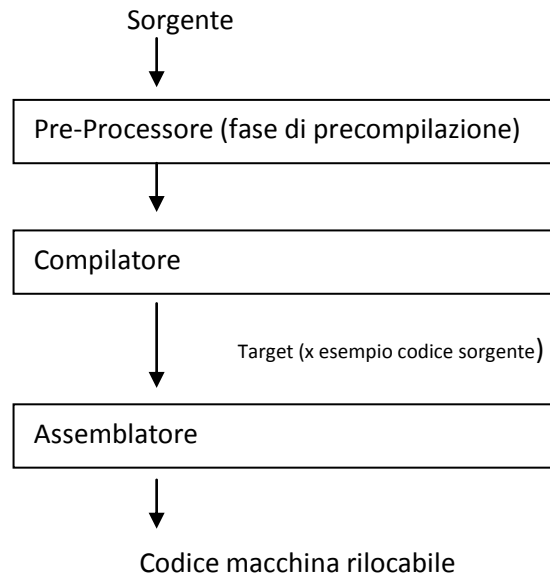 Sorgente
Pre-Processore (fase di precompilazione)
Compilatore
Target (x esempio codice sorgente)
Assemblatore
Codice macchina rilocabile